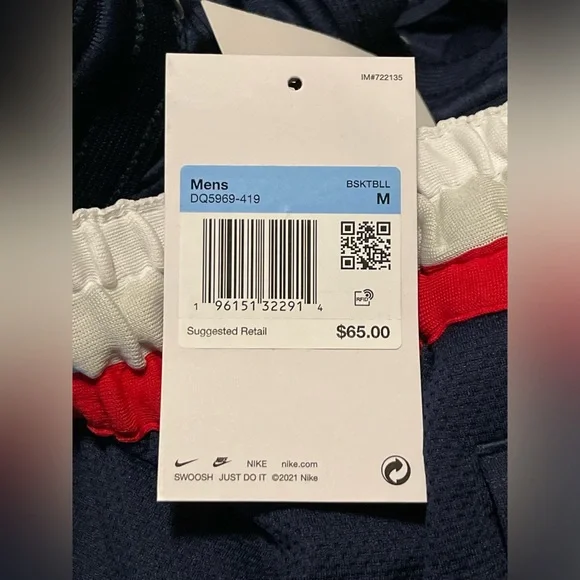 IM#722135
Mens BSKTBLL
DQ5969-419 M
1 96151 32291 4
RFID
Suggested Retail $65.00
NIKE nike.com
SWOOSH JUST DO IT ©2021 Nike